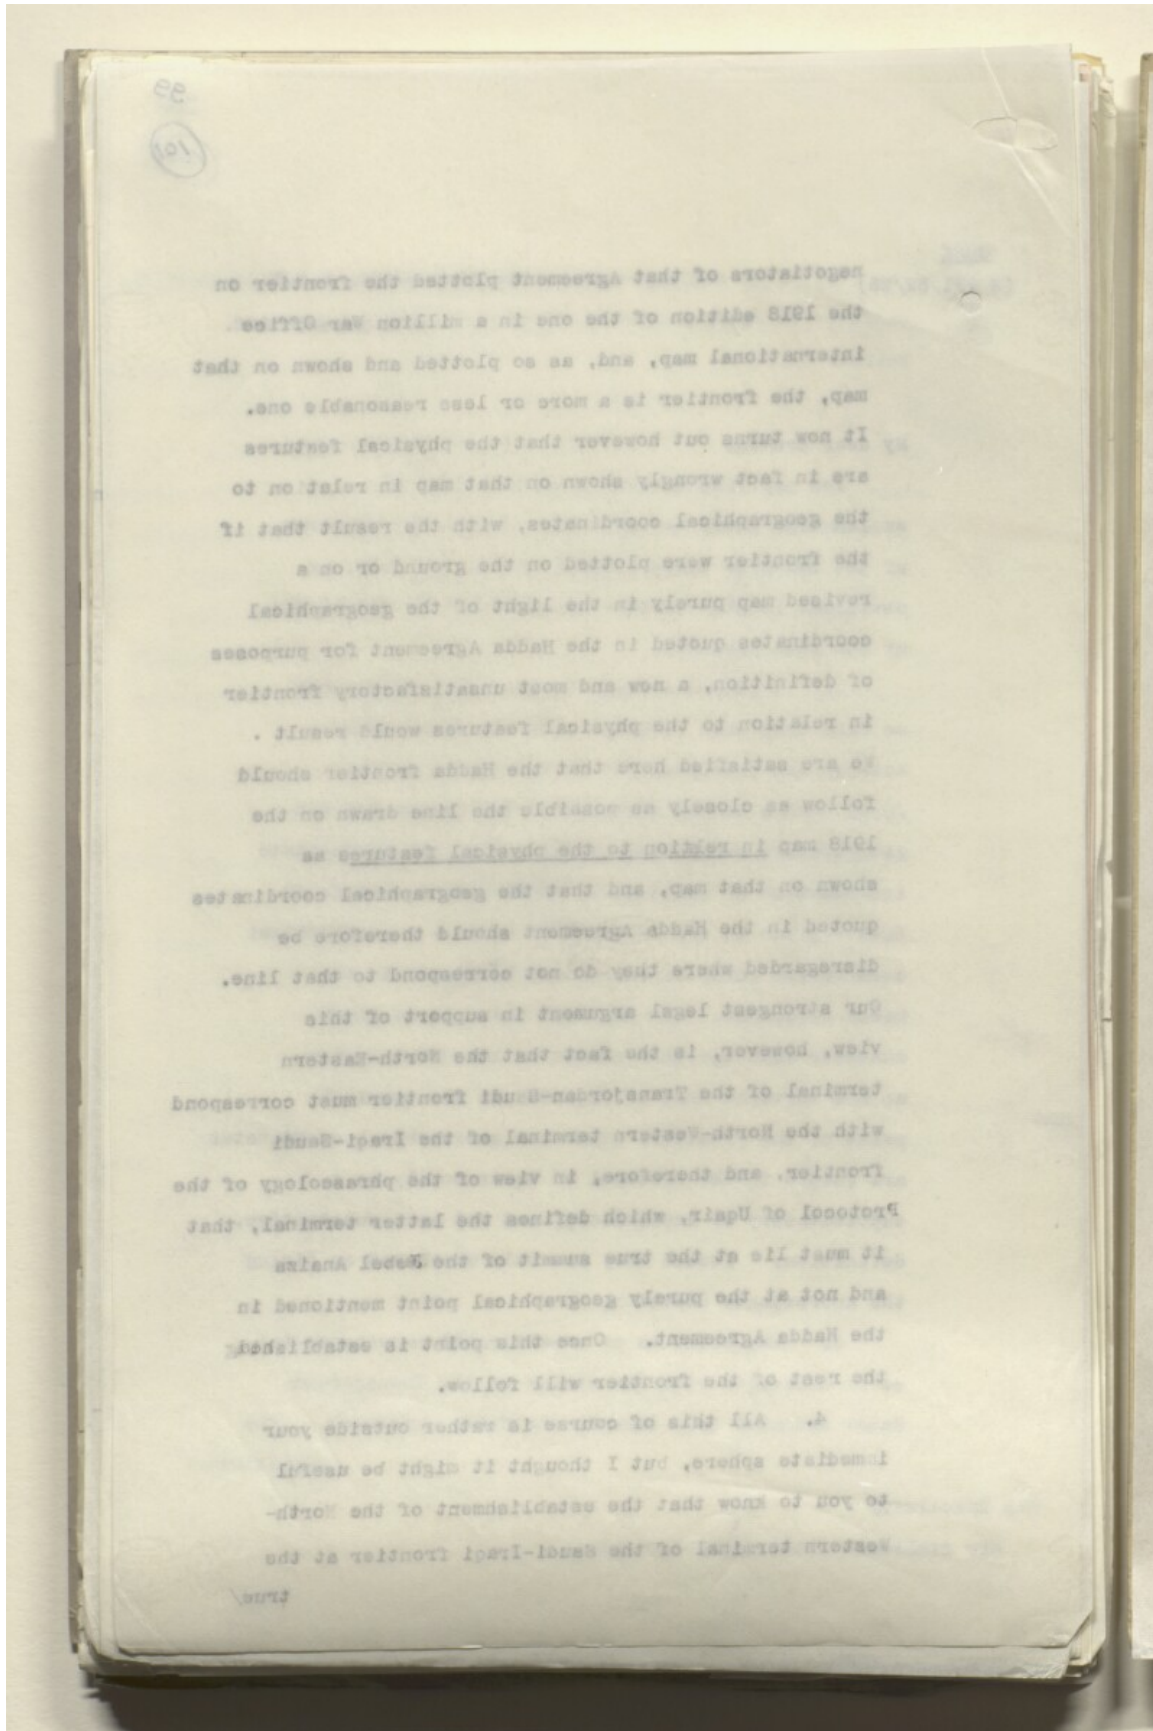 99
101
negotiators of that Agreement plotted the frontier on
the 1918 edition of the one in a million War Office
international map, and, as so plotted and shown on that
map, the frontier is a more or less reasonable one.
It now turns out however that the physical features
are in fact wrongly shown on that map in relation to
the geographical coordinates, with the result that if
the frontier were plotted on the ground or on a
revised map purely in the light of the geographical
coordinates quoted in the Hadda Agreement for purposes
of definition, a new and most unsatisfactory frontier
in relation to the physical features would result .
We are satisfied here that the Hadda frontier should
follow as closely as possible the line drawn on the
1918 map in relation to the physical features as
shown on that map, and that the geographical coordinates
quoted in the Hadda Agreement should therefore be
disregarded where they do not correspond to that line.
Our strongest legal argument in support of this
view, however, is the fact that the North-Eastern
terminal of the Transjordan-Saudi frontier must correspond
with the North-Western terminal of the Iraqi-Saudi
frontier, and therefore, in view of the phraseology of the
Protocol of Uqair, which defines the latter terminal, that
it must lie at the true summit of the Jebel Anaiza
and not at the purely geographical point mentioned in
the Hadda Agreement. Once this point is established,
the rest of the frontier will follow.
4. All this of course is rather outside your
immediate sphere, but I thought it might be useful
to you to know that the establishment of the North-
Western terminal of the Saudi-Iraqi frontier at the
true/